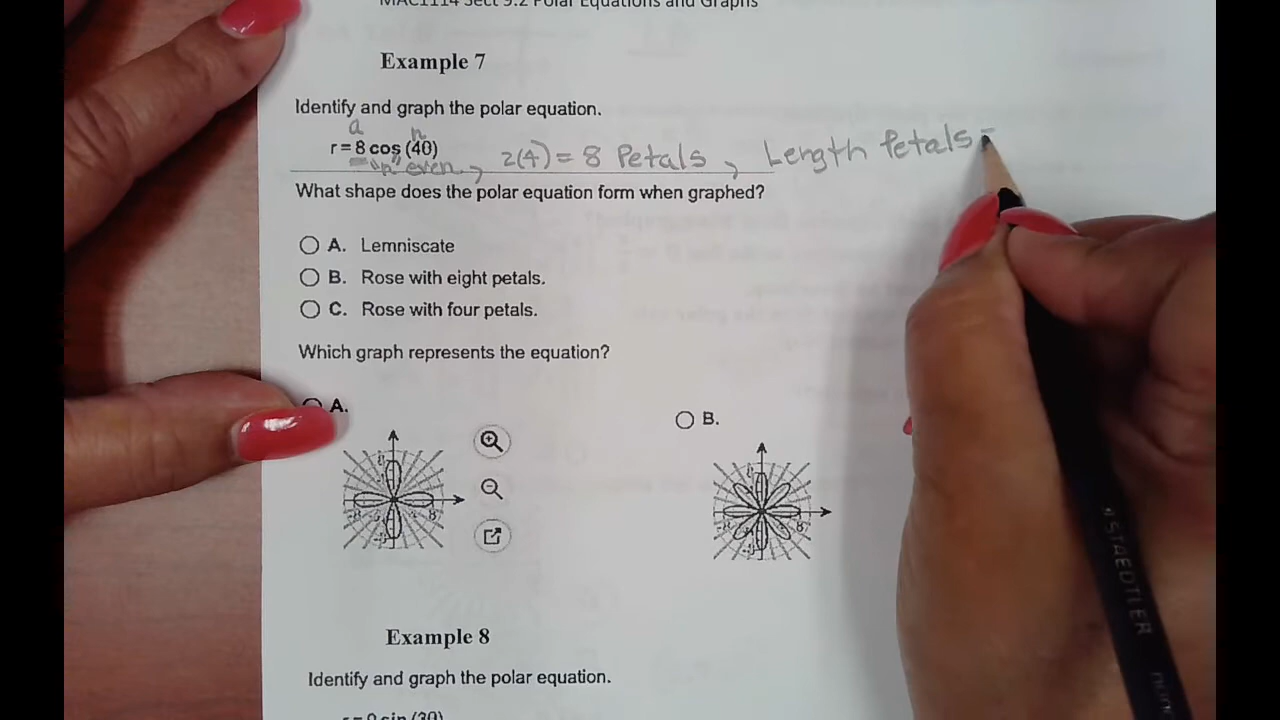 MAC1114 Sect 9.2 Polar Equations and Graphs
Example 7
Identify and graph the polar equation.
a n
r = 8 cos (4θ)
"n" even, 2(4) = 8 Petals, Length Petals =
What shape does the polar equation form when graphed?
A. Lemniscate
B. Rose with eight petals.
C. Rose with four petals.
Which graph represents the equation?
A.
B.
Example 8
Identify and graph the polar equation.
sin (3θ)
STAEDTLER